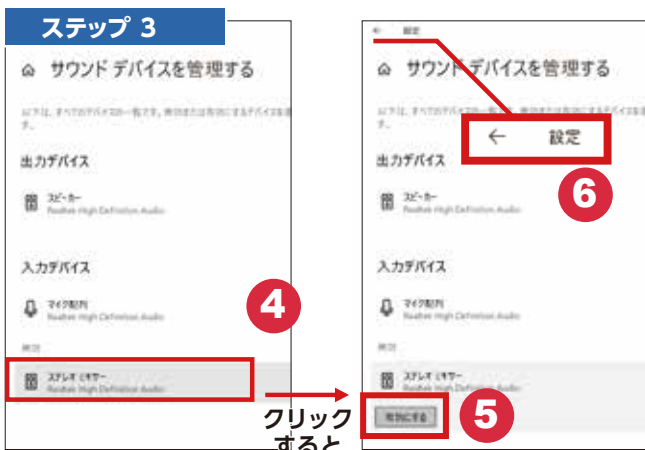 ステップ 3
サウンド デバイスを管理する
出力デバイス
スピーカー
Realtek High Definition Audio
入力デバイス
マイク配列
Realtek High Definition Audio
無効
ステレオ ミキサー
Realtek High Definition Audio
4
クリック
すると
← 設定
サウンド デバイスを管理する
← 設定
6
出力デバイス
スピーカー
Realtek High Definition Audio
入力デバイス
マイク配列
Realtek High Definition Audio
無効
ステレオ ミキサー
Realtek High Definition Audio
有効にする
5